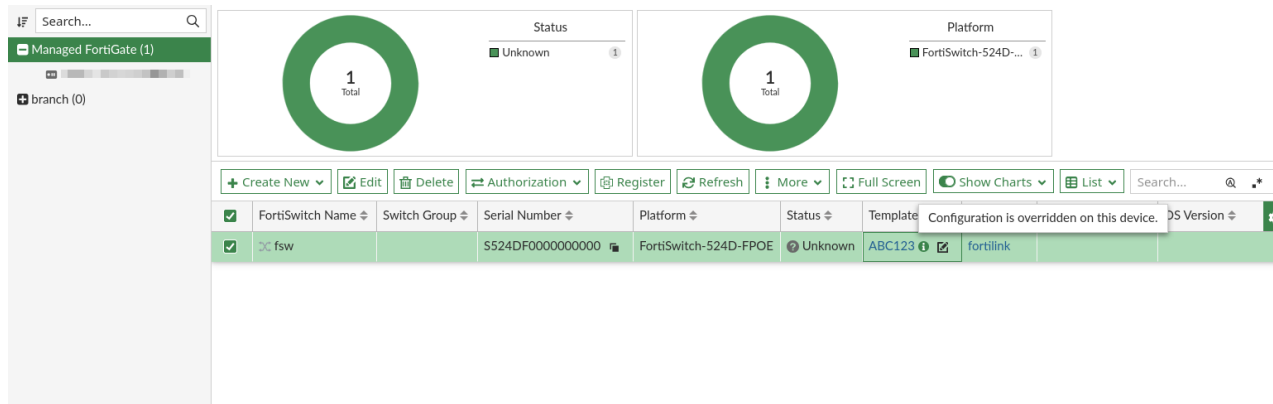 Search...
Managed FortiGate (1)
branch (0)
1
Total
Status
Unknown 1
1
Total
Platform
FortiSwitch-524D-... 1
Create New Edit Delete Authorization Register Refresh More Full Screen Show Charts List Search...
FortiSwitch Name Switch Group Serial Number Platform Status Template OS Version
Configuration is overridden on this device.
fsw S524DF0000000000 FortiSwitch-524D-FPOE Unknown ABC123 fortilink